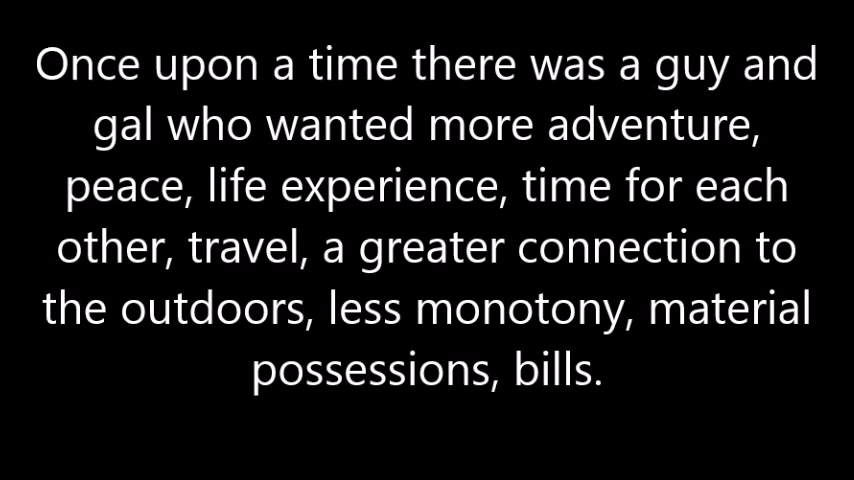 Once upon a time there was a guy and
gal who wanted more adventure,
peace, life experience, time for each
other, travel, a greater connection to
the outdoors, less monotony, material
possessions, bills.